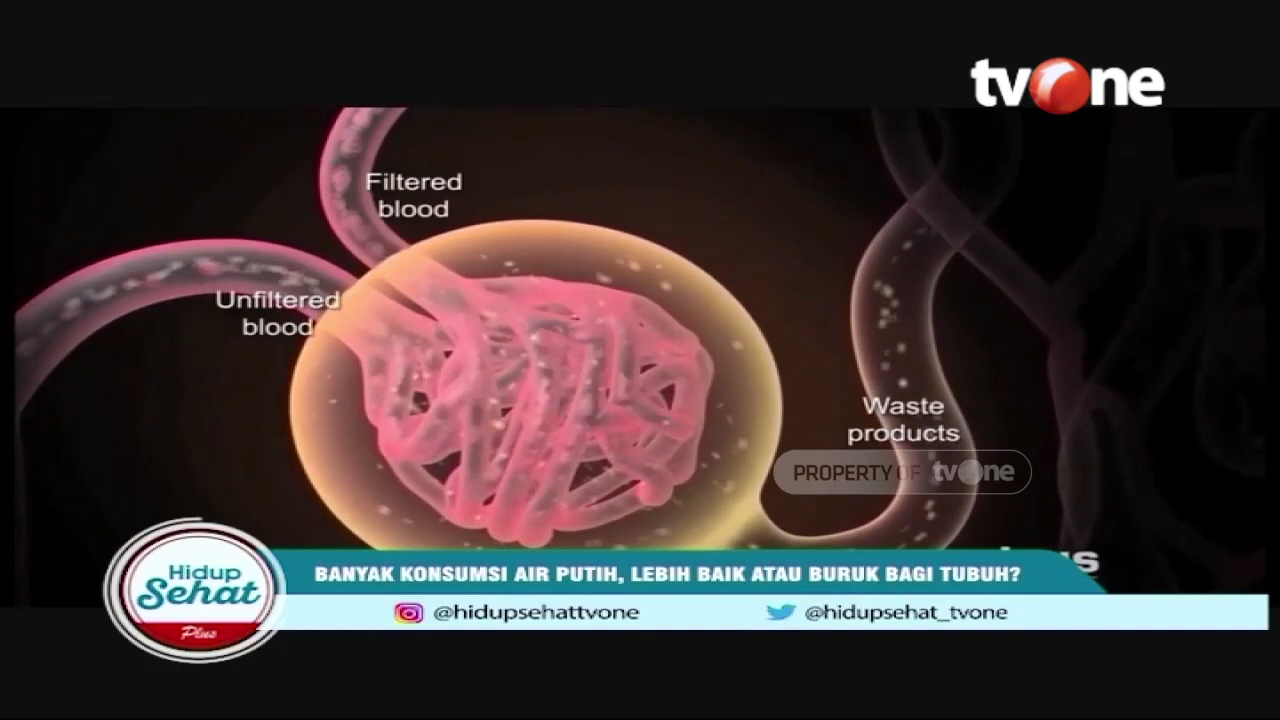 tvone
Filtered
blood
Unfiltered
blood
Waste
products
PROPERTY OF tvone
Hidup
Sehat
Plus
BANYAK KONSUMSI AIR PUTIH, LEBIH BAIK ATAU BURUK BAGI TUBUH?
@hidupsehattvone
@hidupsehat_tvone